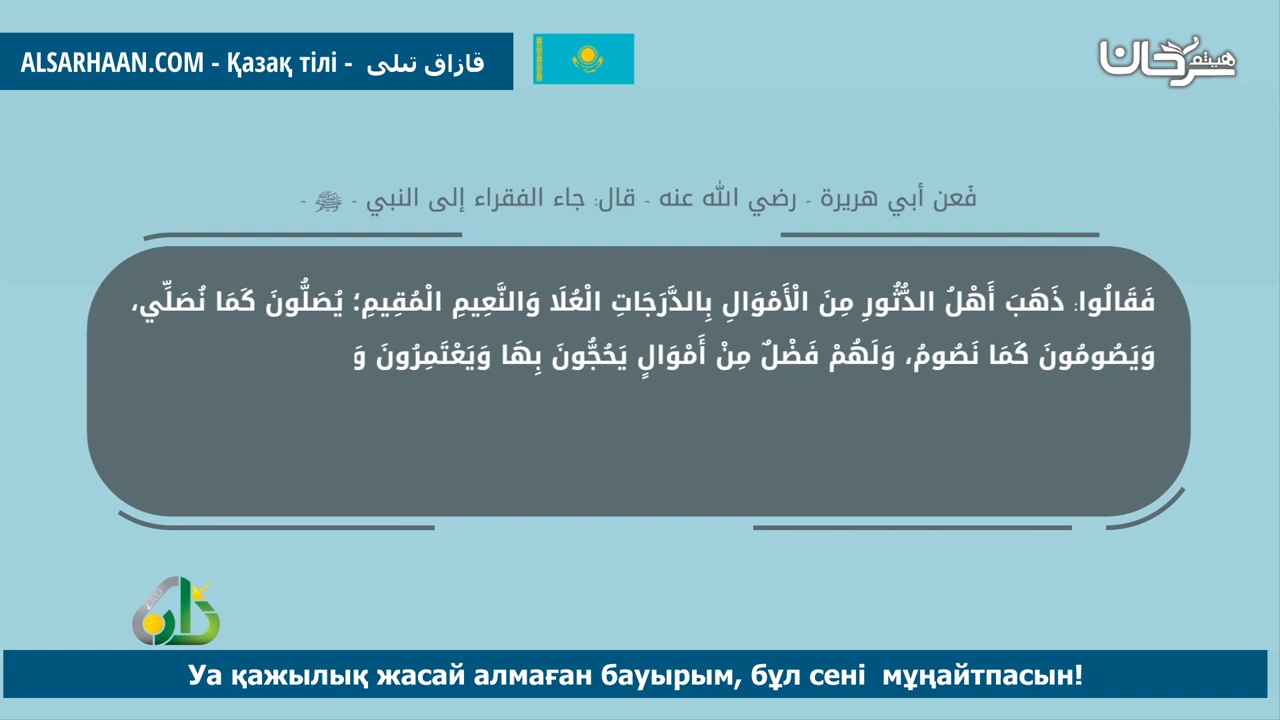 ALSARHAAN.COM - Қазақ тілі - قازاق تىلى
هيثم سرحان
فَعن أبي هريرة - رضي الله عنه - قال: جاء الفقراء إلى النبي - ﷺ -
فَقَالُوا: ذَهَبَ أَهْلُ الدُّثُورِ مِنَ الْأَمْوَالِ بِالدَّرَجَاتِ الْعُلَا وَالنَّعِيمِ الْمُقِيمِ؛ يُصَلُّونَ كَمَا نُصَلِّي،
وَيَصُومُونَ كَمَا نَصُومُ، وَلَهُمْ فَضْلٌ مِنْ أَمْوَالٍ يَحُجُّونَ بِهَا وَيَعْتَمِرُونَ وَ
Уа қажылық жасай алмаған бауырым, бұл сені мұңайтпасын!